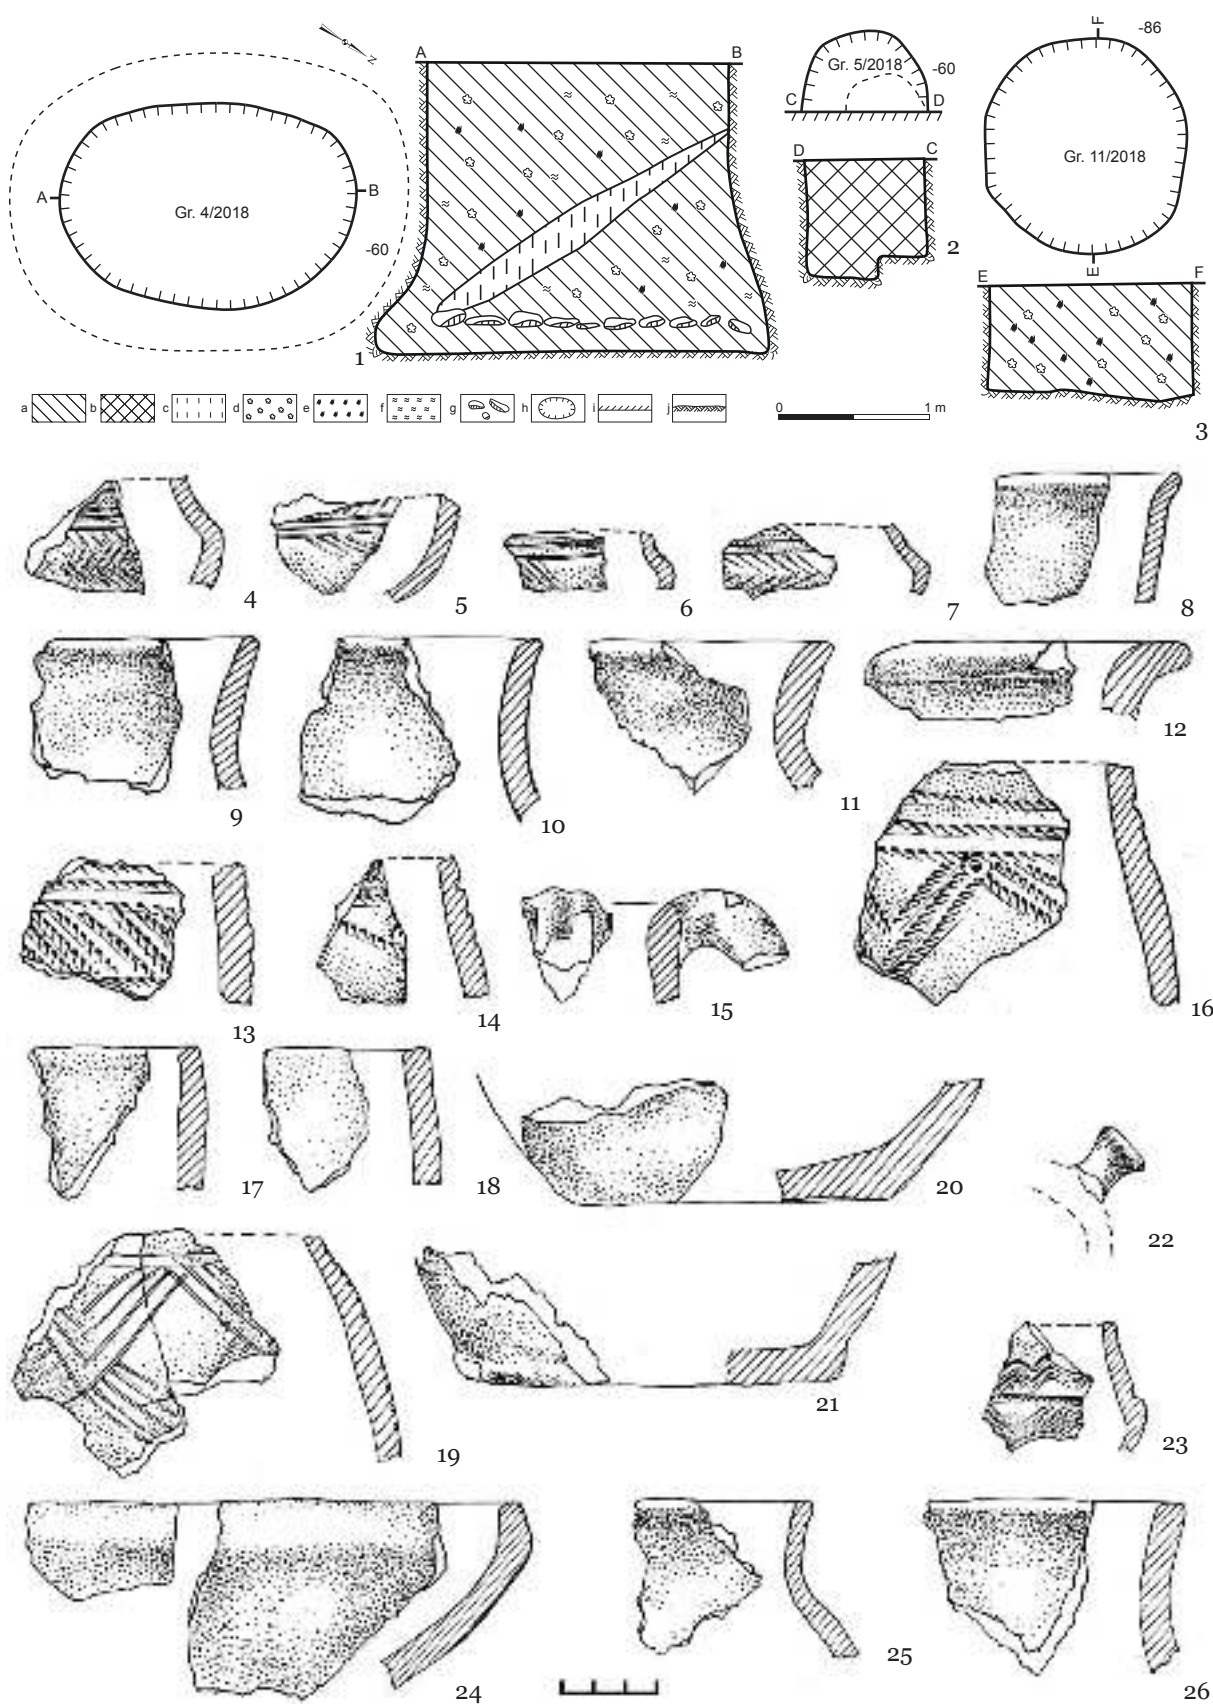 N
A
B
Gr. 4/2018
-60
A B
1
Gr. 5/2018
-60
C D
D C
2
F
-86
Gr. 11/2018
E
E F
3
a b c d e f g h i j
0 1 m
4 5 6 7 8
9 10 11 12
13 14 15 16
17 18 20 22
19 21 23
24 25 26